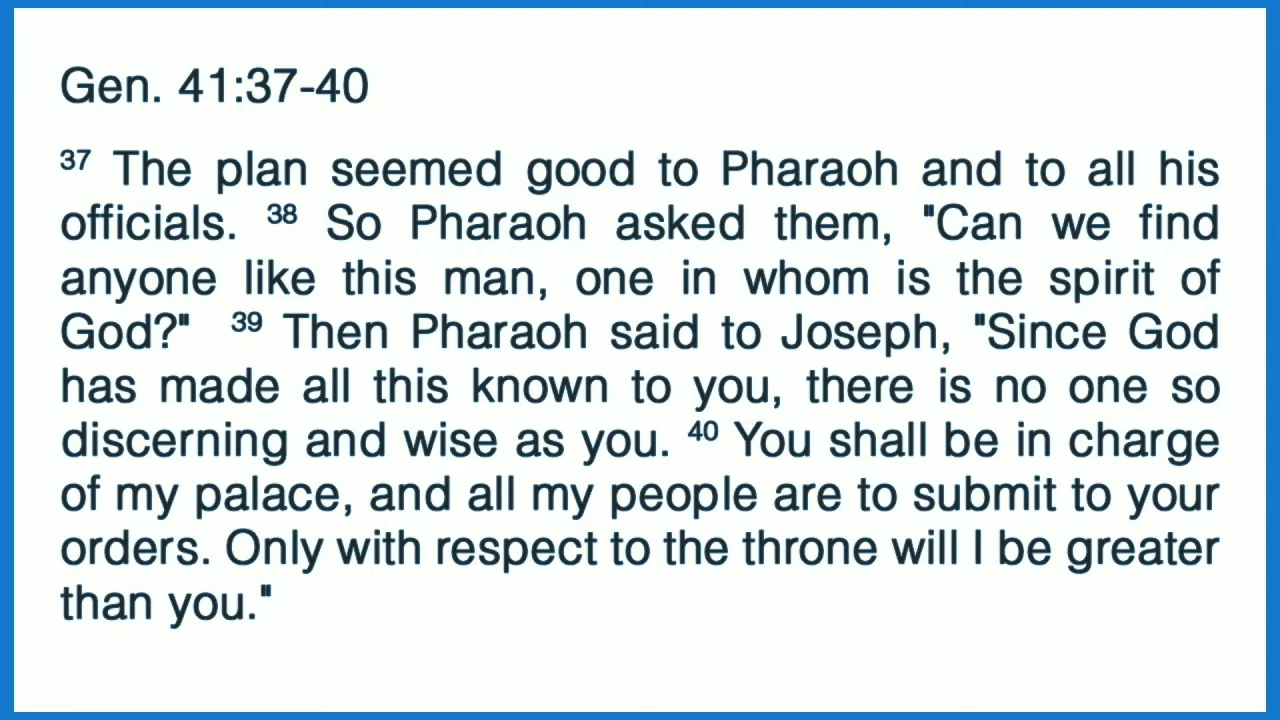 Gen. 41:37-40
37 The plan seemed good to Pharaoh and to all his
officials. 38 So Pharaoh asked them, "Can we find
anyone like this man, one in whom is the spirit of
God?" 39 Then Pharaoh said to Joseph, "Since God
has made all this known to you, there is no one so
discerning and wise as you. 40 You shall be in charge
of my palace, and all my people are to submit to your
orders. Only with respect to the throne will I be greater
than you."